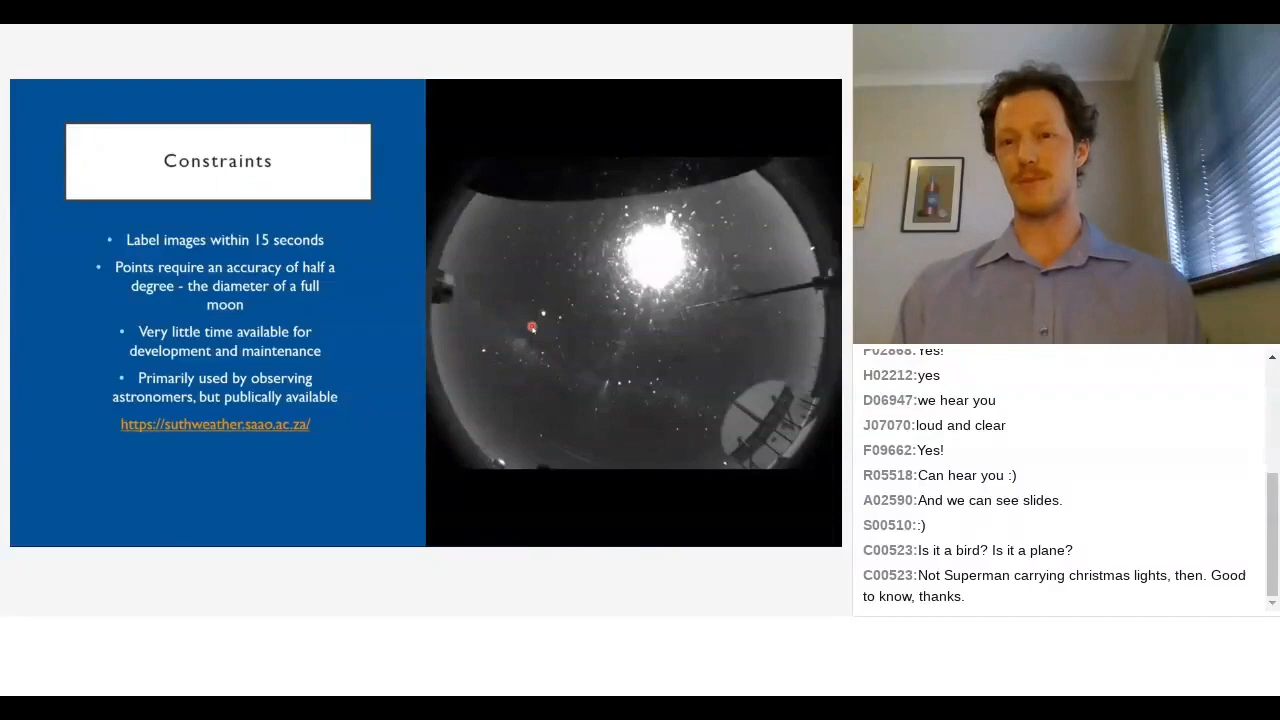 Constraints
• Label images within 15 seconds
• Points require an accuracy of half a
degree - the diameter of a full
moon
• Very little time available for
development and maintenance
• Primarily used by observing
astronomers, but publically available
https://suthweather.saao.ac.za/
F02868:Yes!
H02212:yes
D06947:we hear you
J07070:loud and clear
F09662:Yes!
R05518:Can hear you :)
A02590:And we can see slides.
S00510::)
C00523:Is it a bird? Is it a plane?
C00523:Not Superman carrying christmas lights, then. Good
to know, thanks.